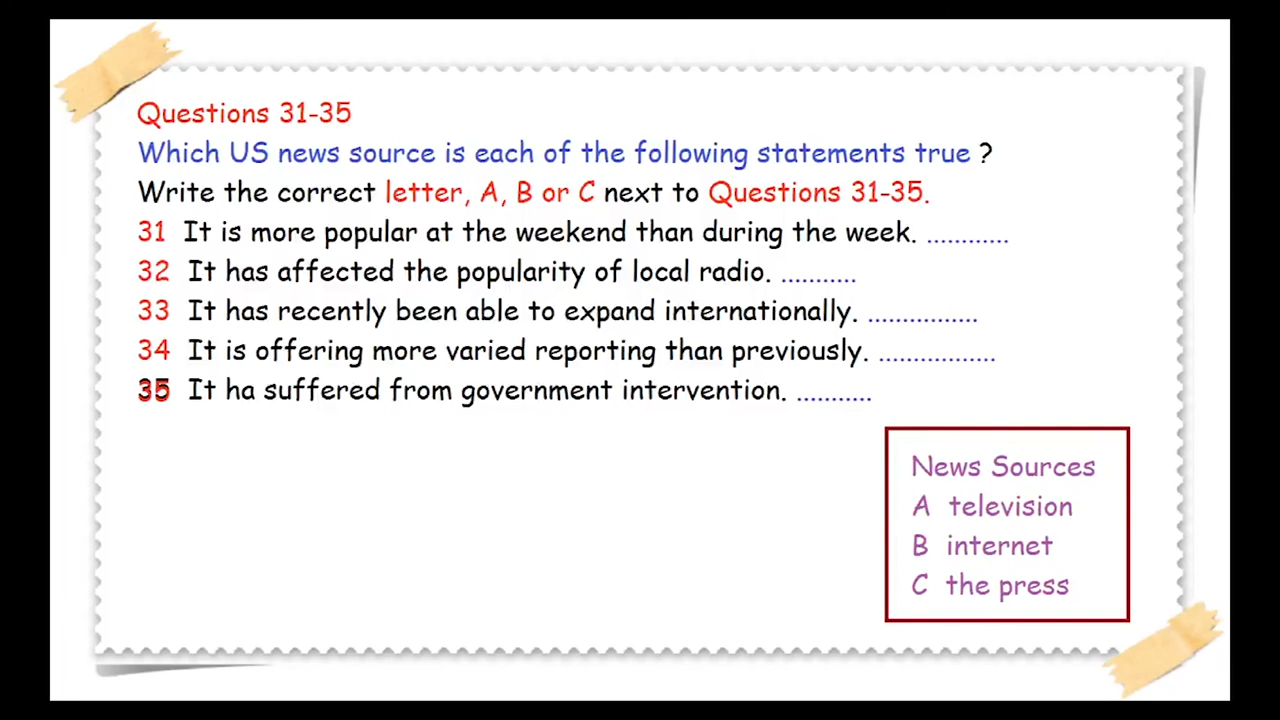 Questions 31-35
Which US news source is each of the following statements true ?
Write the correct letter, A, B or C next to Questions 31-35.
31 It is more popular at the weekend than during the week. ............
32 It has affected the popularity of local radio. ...........
33 It has recently been able to expand internationally. ................
34 It is offering more varied reporting than previously. .................
35 It ha suffered from government intervention. ...........
News Sources
A television
B internet
C the press